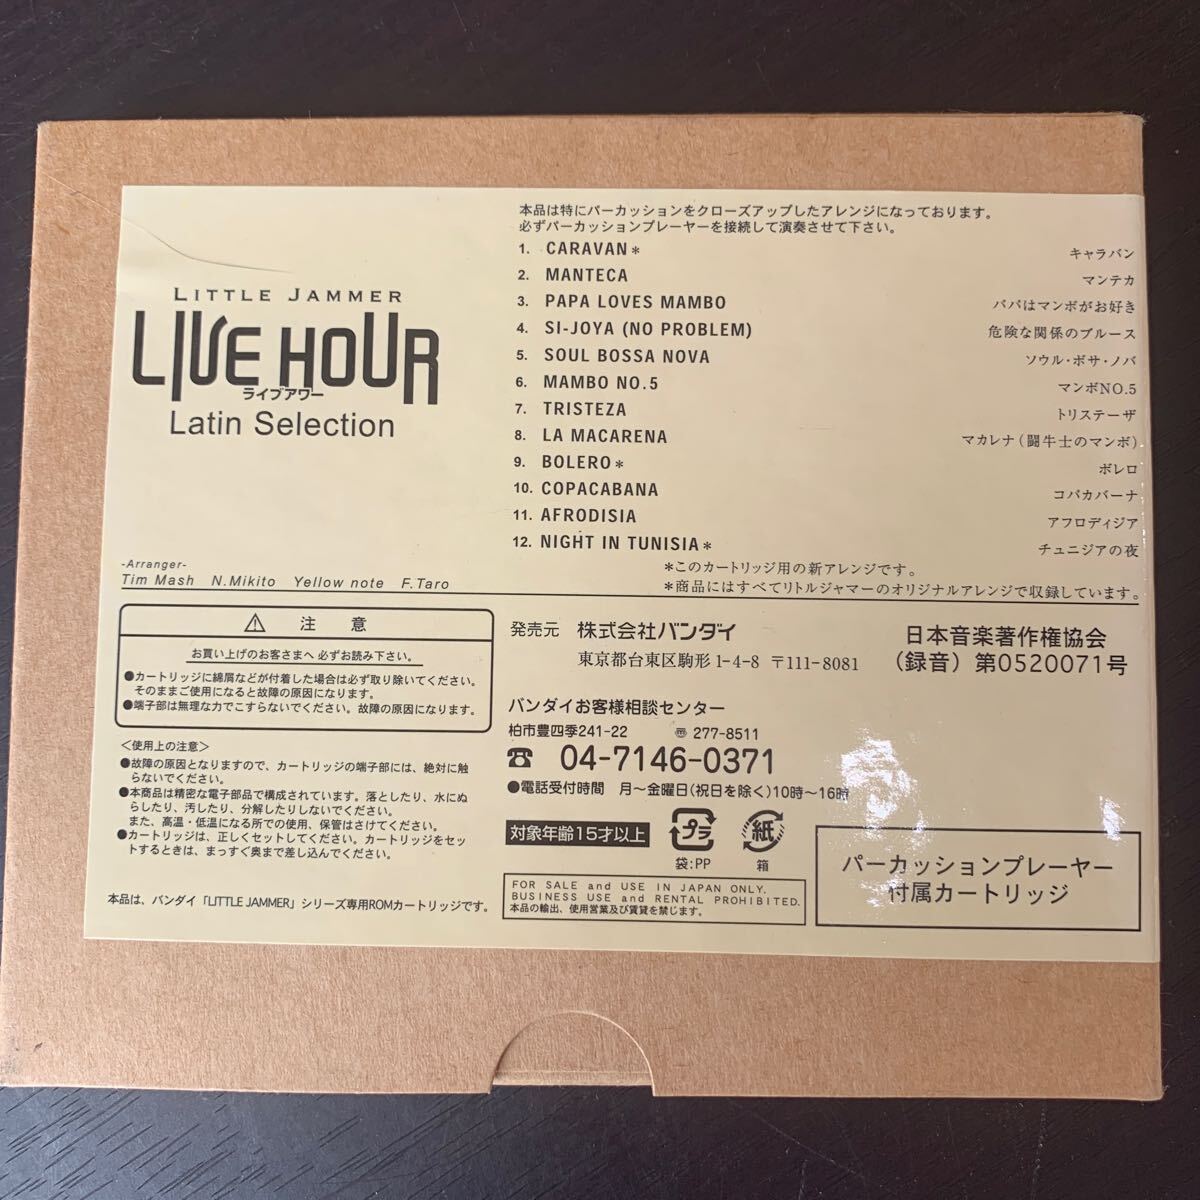 LITTLE JAMMER
LIVE HOUR
ライブアワー
Latin Selection
-Arranger-
Tim Mash N.Mikito Yellow note F.Taro
本品は特にパーカッションをクローズアップしたアレンジになっております。
必ずパーカッションプレーヤーを接続して演奏させて下さい。
1. CARAVAN* キャラバン
2. MANTECA マンテカ
3. PAPA LOVES MAMBO パパはマンボがお好き
4. SI-JOYA (NO PROBLEM) 危険な関係のブルース
5. SOUL BOSSA NOVA ソウル・ボサ・ノバ
6. MAMBO NO.5 マンボNO.5
7. TRISTEZA トリステーザ
8. LA MACARENA マカレナ(闘牛士のマンボ)
9. BOLERO* ボレロ
10. COPACABANA コパカバーナ
11. AFRODISIA アフロディジア
12. NIGHT IN TUNISIA* チュニジアの夜
*このカートリッジ用の新アレンジです。
*商品にはすべてリトルジャマーのオリジナルアレンジで収録しています。
注 意
お買い上げのお客さまへ 必ずお読み下さい。
●カートリッジに綿屑などが付着した場合は必ず取り除いてください。
そのままご使用になると故障の原因になります。
●端子部は無理な力でこすらないでください。故障の原因になります。
<使用上の注意>
●故障の原因となりますので、カートリッジの端子部には、絶対に触
らないでください。
●本商品は精密な電子部品で構成されています。落としたり、水にぬ
らしたり、汚したり、分解したりしないでください。
また、高温・低温になる所での使用、保管はさけてください。
●カートリッジは、正しくセットしてください。カートリッジをセッ
トするときは、まっすぐ奥まで差し込んでください。
本品は、バンダイ「LITTLE JAMMER」シリーズ専用ROMカートリッジです。
発売元 株式会社バンダイ
東京都台東区駒形1-4-8 〒111-8081
日本音楽著作権協会
(録音)第0520071号
バンダイお客様相談センター
柏市豊四季241-22 〠 277-8511
☎ 04-7146-0371
●電話受付時間 月〜金曜日(祝日を除く)10時〜16時
対象年齢15才以上
プラ
袋:PP
紙
箱
FOR SALE and USE IN JAPAN ONLY.
BUSINESS USE and RENTAL PROHIBITED.
本品の輸出、使用営業及び賃貸を禁じます。
パーカッションプレーヤー
付属カートリッジ